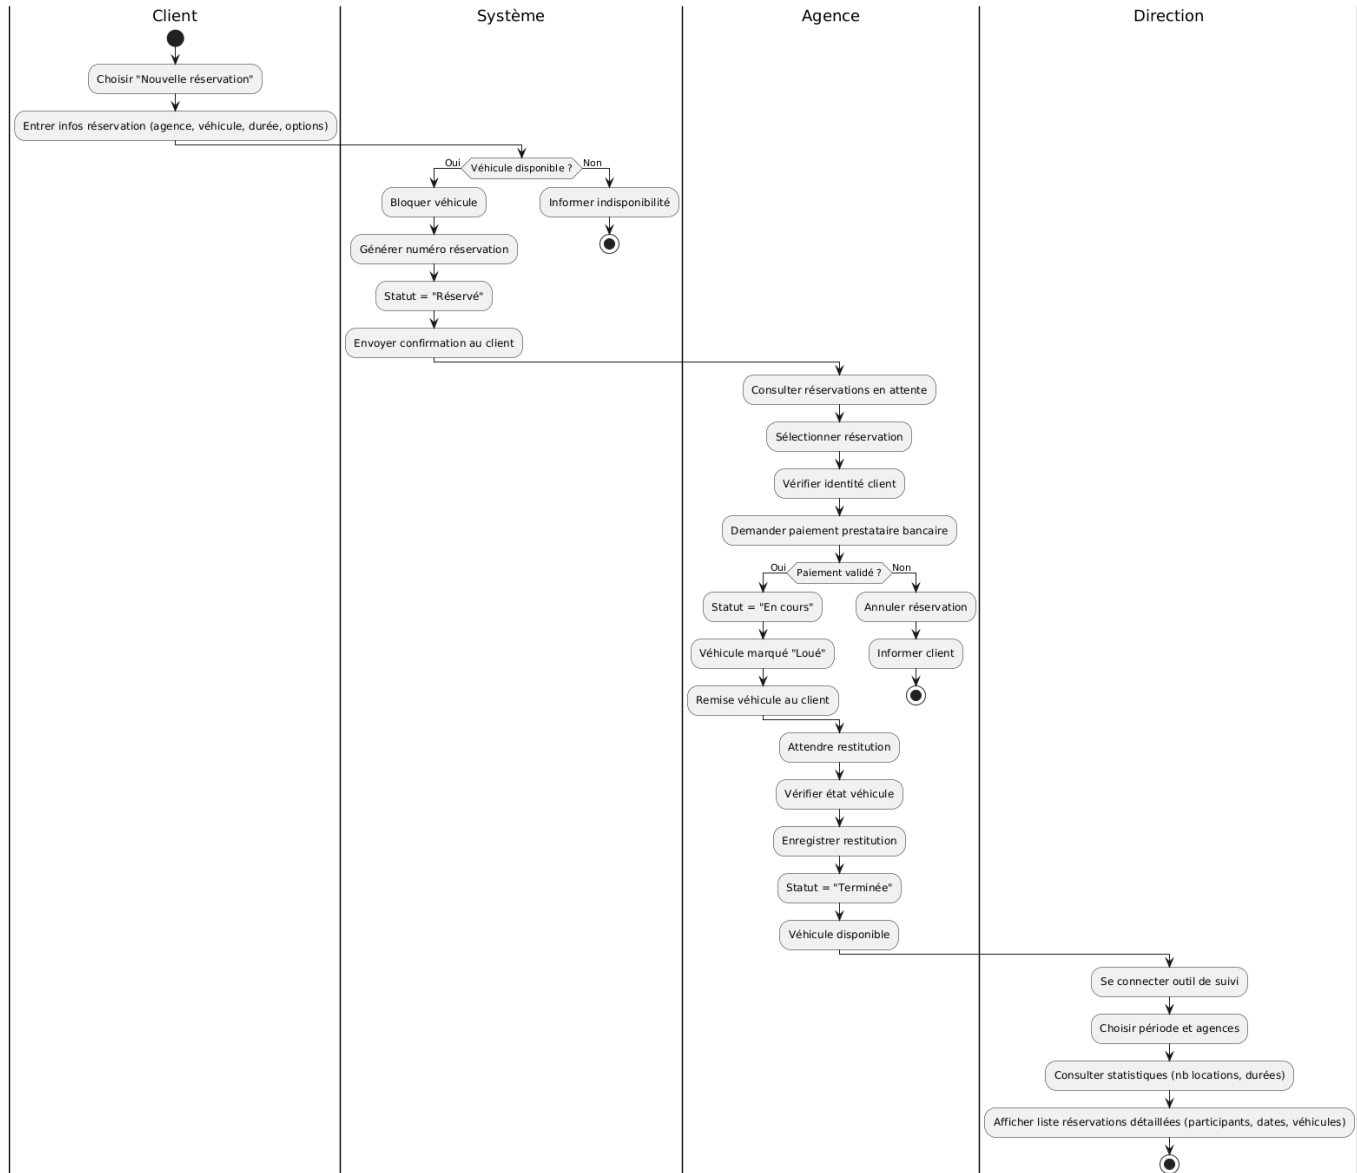 Client
Système
Agence
Direction
Choisir "Nouvelle réservation"
Entrer infos réservation (agence, véhicule, durée, options)
Oui
Véhicule disponible ?
Non
Bloquer véhicule
Informer indisponibilité
Générer numéro réservation
Statut = "Réservé"
Envoyer confirmation au client
Consulter réservations en attente
Sélectionner réservation
Vérifier identité client
Demander paiement prestataire bancaire
Oui
Paiement validé ?
Non
Statut = "En cours"
Annuler réservation
Véhicule marqué "Loué"
Informer client
Remise véhicule au client
Attendre restitution
Vérifier état véhicule
Enregistrer restitution
Statut = "Terminée"
Véhicule disponible
Se connecter outil de suivi
Choisir période et agences
Consulter statistiques (nb locations, durées)
Afficher liste réservations détaillées (participants, dates, véhicules)